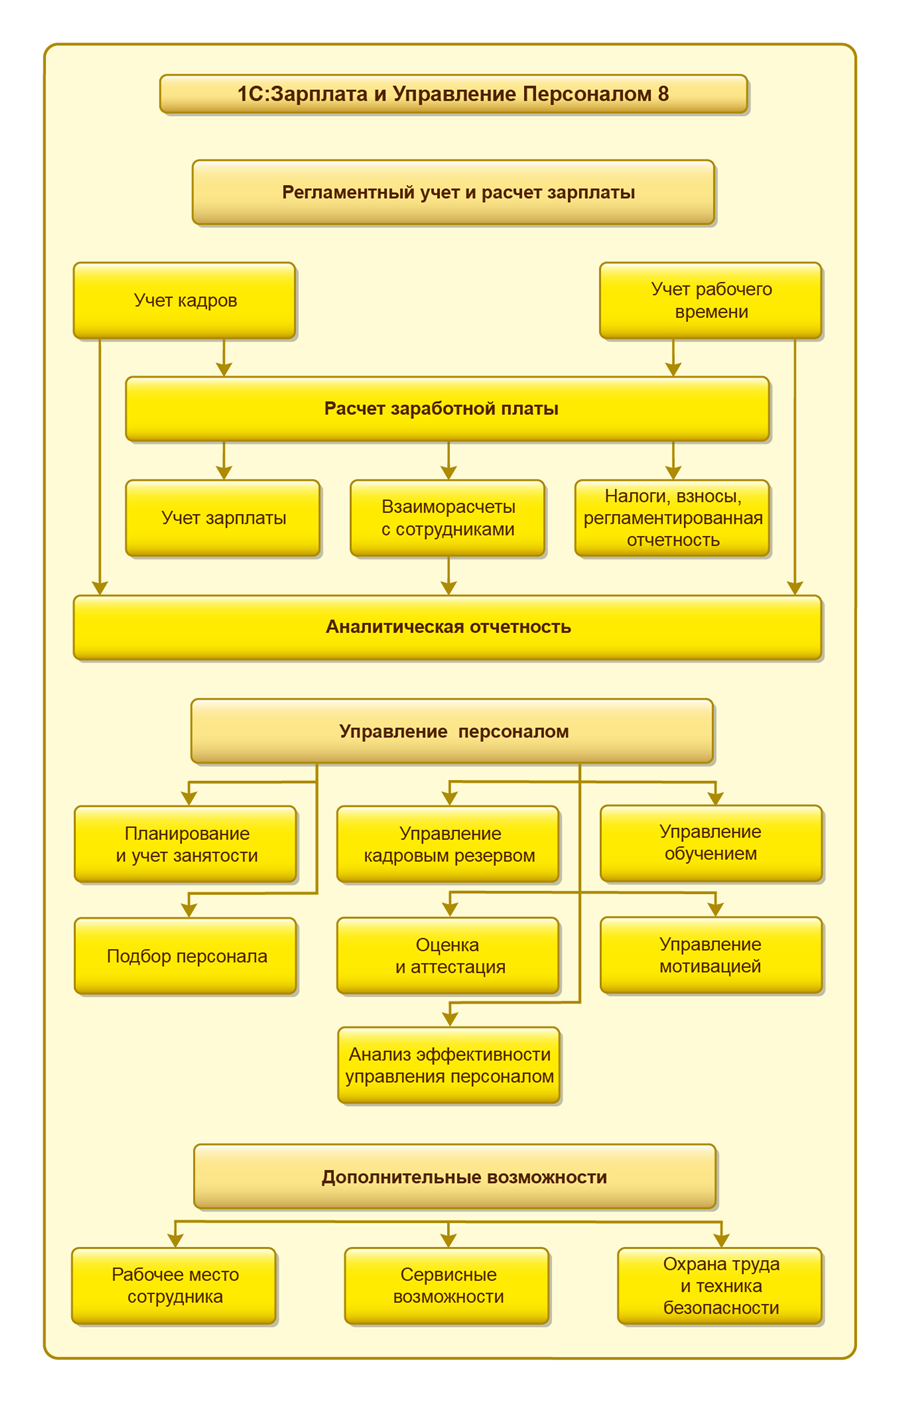 1С:Зарплата и Управление Персоналом 8
Регламентный учет и расчет зарплаты
Учет кадров
Учет рабочего
времени
Расчет заработной платы
Учет зарплаты
Взаиморасчеты
с сотрудниками
Налоги, взносы,
регламентированная
отчетность
Аналитическая отчетность
Управление персоналом
Планирование
и учет занятости
Управление
кадровым резервом
Управление
обучением
Подбор персонала
Оценка
и аттестация
Управление
мотивацией
Анализ эффективности
управления персоналом
Дополнительные возможности
Рабочее место
сотрудника
Сервисные
возможности
Охрана труда
и техника
безопасности